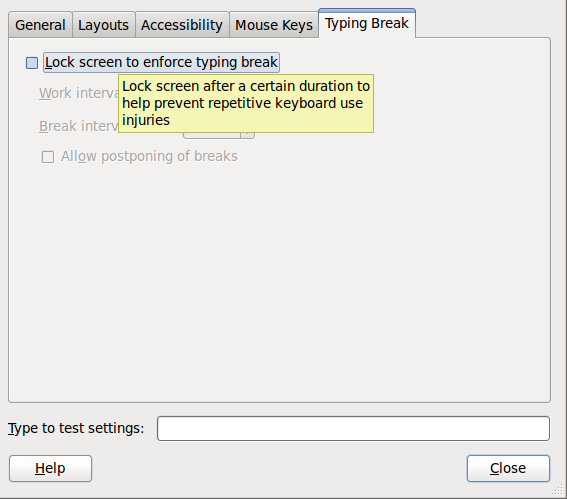 General Layouts Accessibility Mouse Keys Typing Break
Lock screen to enforce typing break
Work interva
Lock screen after a certain duration to
help prevent repetitive keyboard use
injuries
Break interv
Allow postponing of breaks
Type to test settings:
Help Close